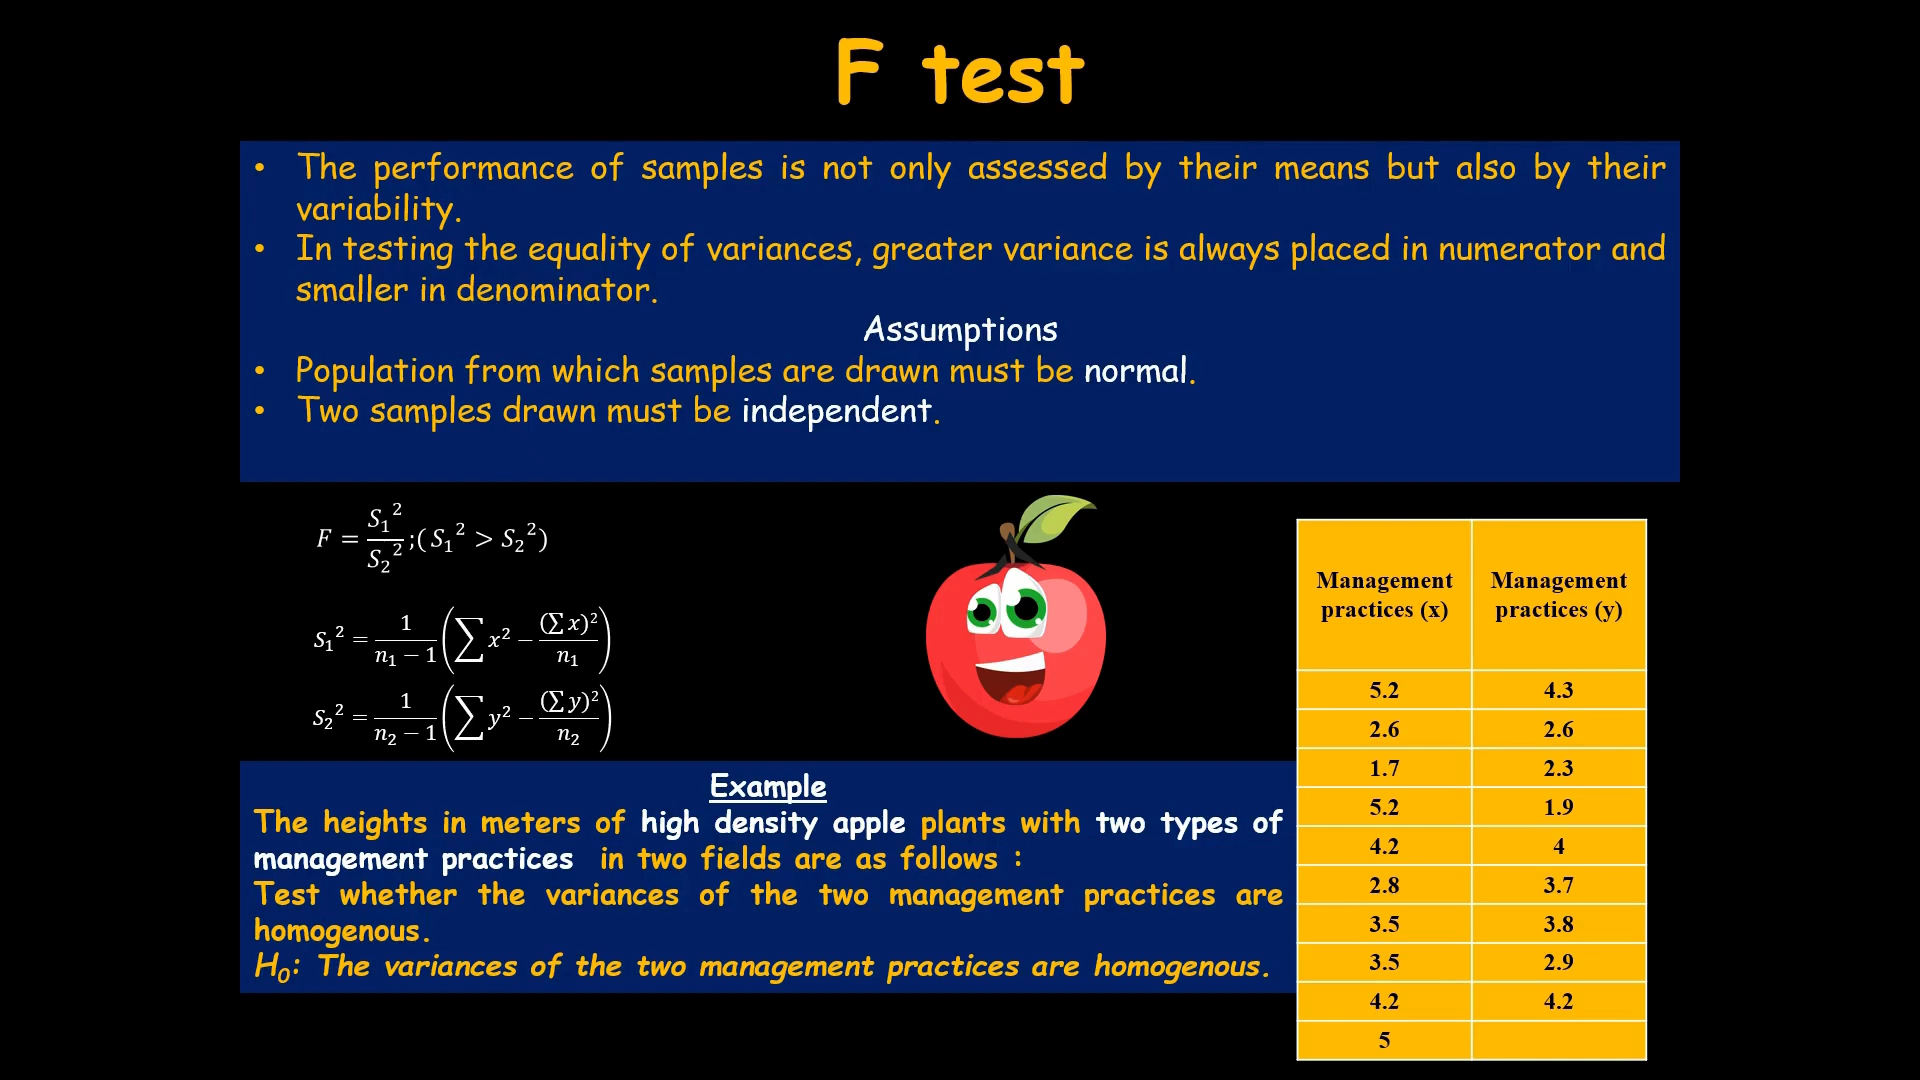 F test
• The performance of samples is not only assessed by their means but also by their
variability.
• In testing the equality of variances, greater variance is always placed in numerator and
smaller in denominator.
Assumptions
• Population from which samples are drawn must be normal.
• Two samples drawn must be independent.
F = S₁²/S₂² ;( S₁² > S₂²)
S₁² = 1/(n₁ − 1) (∑ x² − (∑ x)²/n₁)
S₂² = 1/(n₂ − 1) (∑ y² − (∑ y)²/n₂)
Example
The heights in meters of high density apple plants with two types of
management practices in two fields are as follows :
Test whether the variances of the two management practices are
homogenous.
H₀: The variances of the two management practices are homogenous.
Management practices (x) Management practices (y)
5.2 4.3
2.6 2.6
1.7 2.3
5.2 1.9
4.2 4
2.8 3.7
3.5 3.8
3.5 2.9
4.2 4.2
5